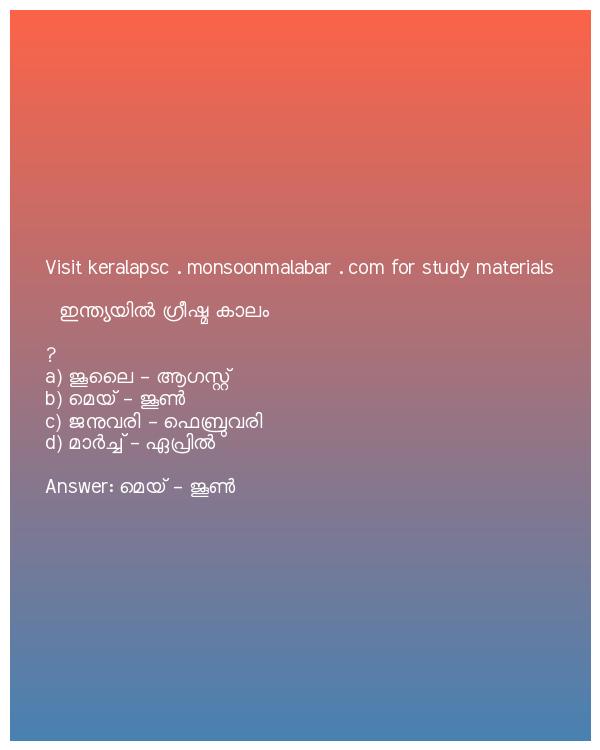 Visit keralapsc . monsoonmalabar . com for study materials
ഇന്ത്യയിൽ ഗ്രീഷ്മ കാലം
?
a) ജൂലൈ - ആഗസ്റ്റ്
b) മെയ് - ജൂൺ
c) ജനുവരി - ഫെബ്രുവരി
d) മാർച്ച് - ഏപ്രിൽ
Answer: മെയ് - ജൂൺ